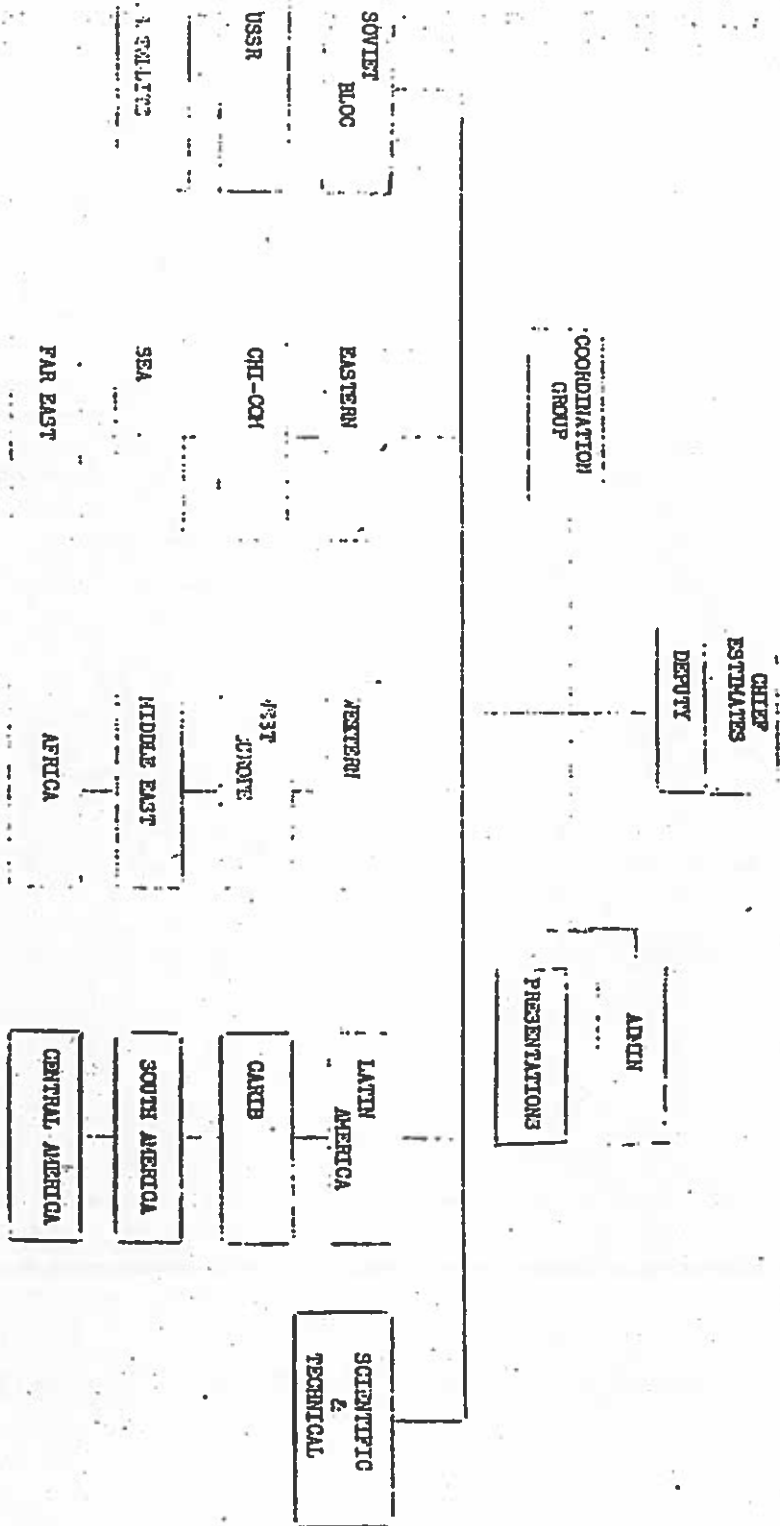 CHIEF
ESTIMATES
DEPUTY
COORDINATION
GROUP
ADMIN
PRESENTATIONS
SOVIET
BLOC
USSR
EASTERN
CHI-COM
SEA
FAR EAST
WESTERN
WEST
EUROPE
MIDDLE EAST
AFRICA
LATIN
AMERICA
CARIB
SOUTH AMERICA
CENTRAL AMERICA
SCIENTIFIC
&
TECHNICAL